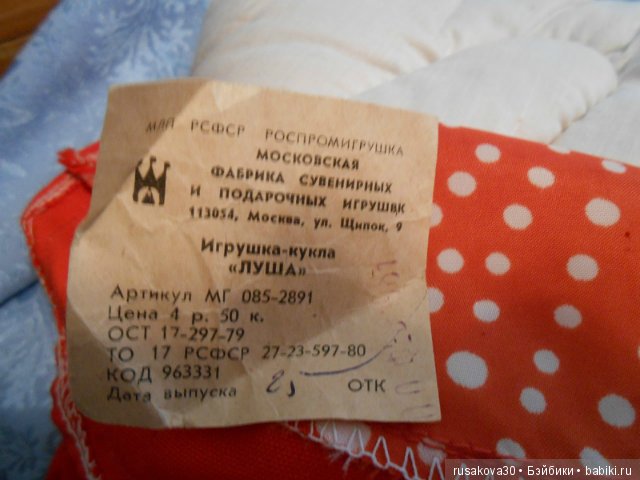 МЛП РСФСР РОСПРОМИГРУШКА
МОСКОВСКАЯ
ФАБРИКА СУВЕНИРНЫХ
И ПОДАРОЧНЫХ ИГРУШЕК
113054, Москва, ул. Щипок, 9
Игрушка-кукла
«ЛУША»
Артикул МГ 085-2891
Цена 4 р. 50 к.
ОСТ 17-297-79
ТО 17 РСФСР 27-23-597-80
КОД 963331
Дата выпуска 25 ОТК
rusakova30 • Бэйбики • babiki.ru